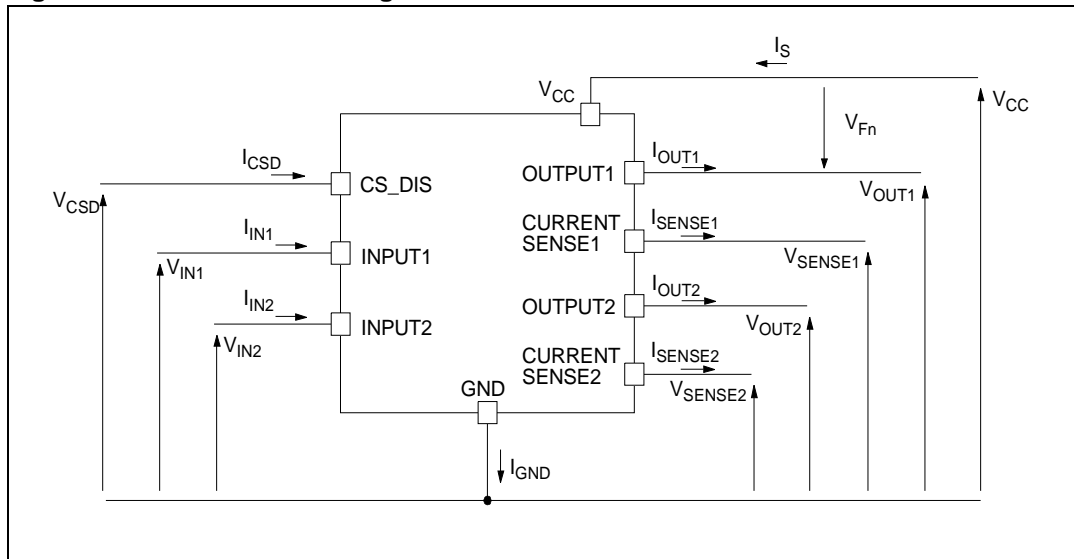 I_S
V_CC
V_CC
V_Fn
I_CSD
I_OUT1
CS_DIS
OUTPUT1
V_CSD
V_OUT1
I_IN1
CURRENT
SENSE1
I_SENSE1
INPUT1
V_IN1
V_SENSE1
I_IN2
I_OUT2
OUTPUT2
INPUT2
V_IN2
V_OUT2
CURRENT
SENSE2
I_SENSE2
V_SENSE2
GND
I_GND